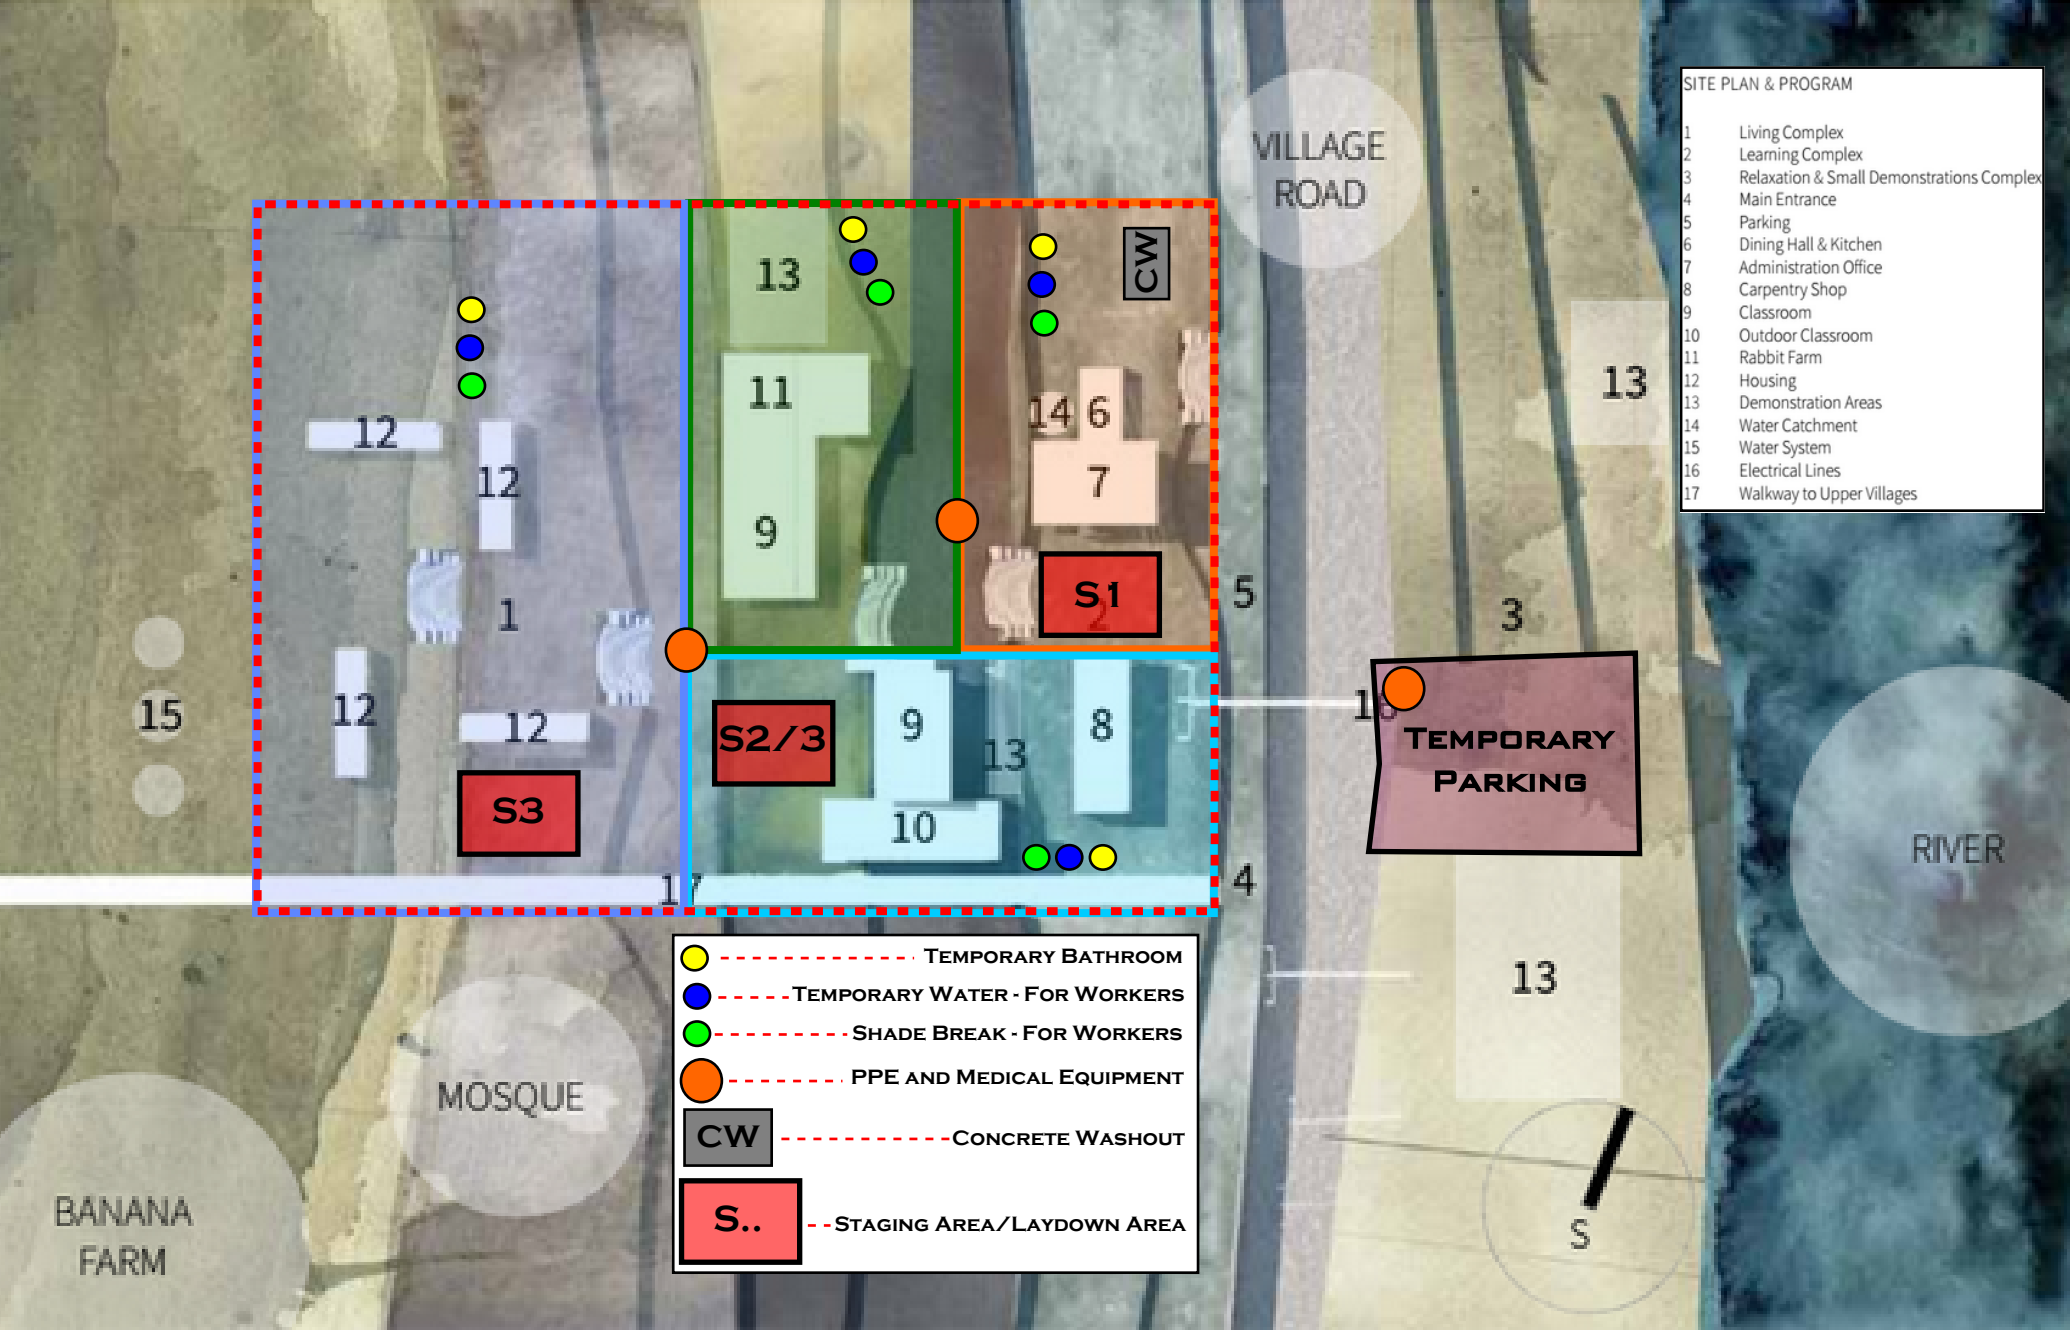 VILLAGE
ROAD
SITE PLAN & PROGRAM
1 Living Complex
2 Learning Complex
3 Relaxation & Small Demonstrations Complex
4 Main Entrance
5 Parking
6 Dining Hall & Kitchen
7 Administration Office
8 Carpentry Shop
9 Classroom
10 Outdoor Classroom
11 Rabbit Farm
12 Housing
13 Demonstration Areas
14 Water Catchment
15 Water System
16 Electrical Lines
17 Walkway to Upper Villages
CW
13
13
11
14
6
12
12
7
9
S1
2
5
3
1
12
12
15
S2/3
9
13
8
16
TEMPORARY
PARKING
S3
10
RIVER
17
4
TEMPORARY BATHROOM
TEMPORARY WATER - FOR WORKERS
SHADE BREAK - FOR WORKERS
PPE AND MEDICAL EQUIPMENT
CW CONCRETE WASHOUT
S.. STAGING AREA/LAYDOWN AREA
13
MOSQUE
BANANA
FARM
S